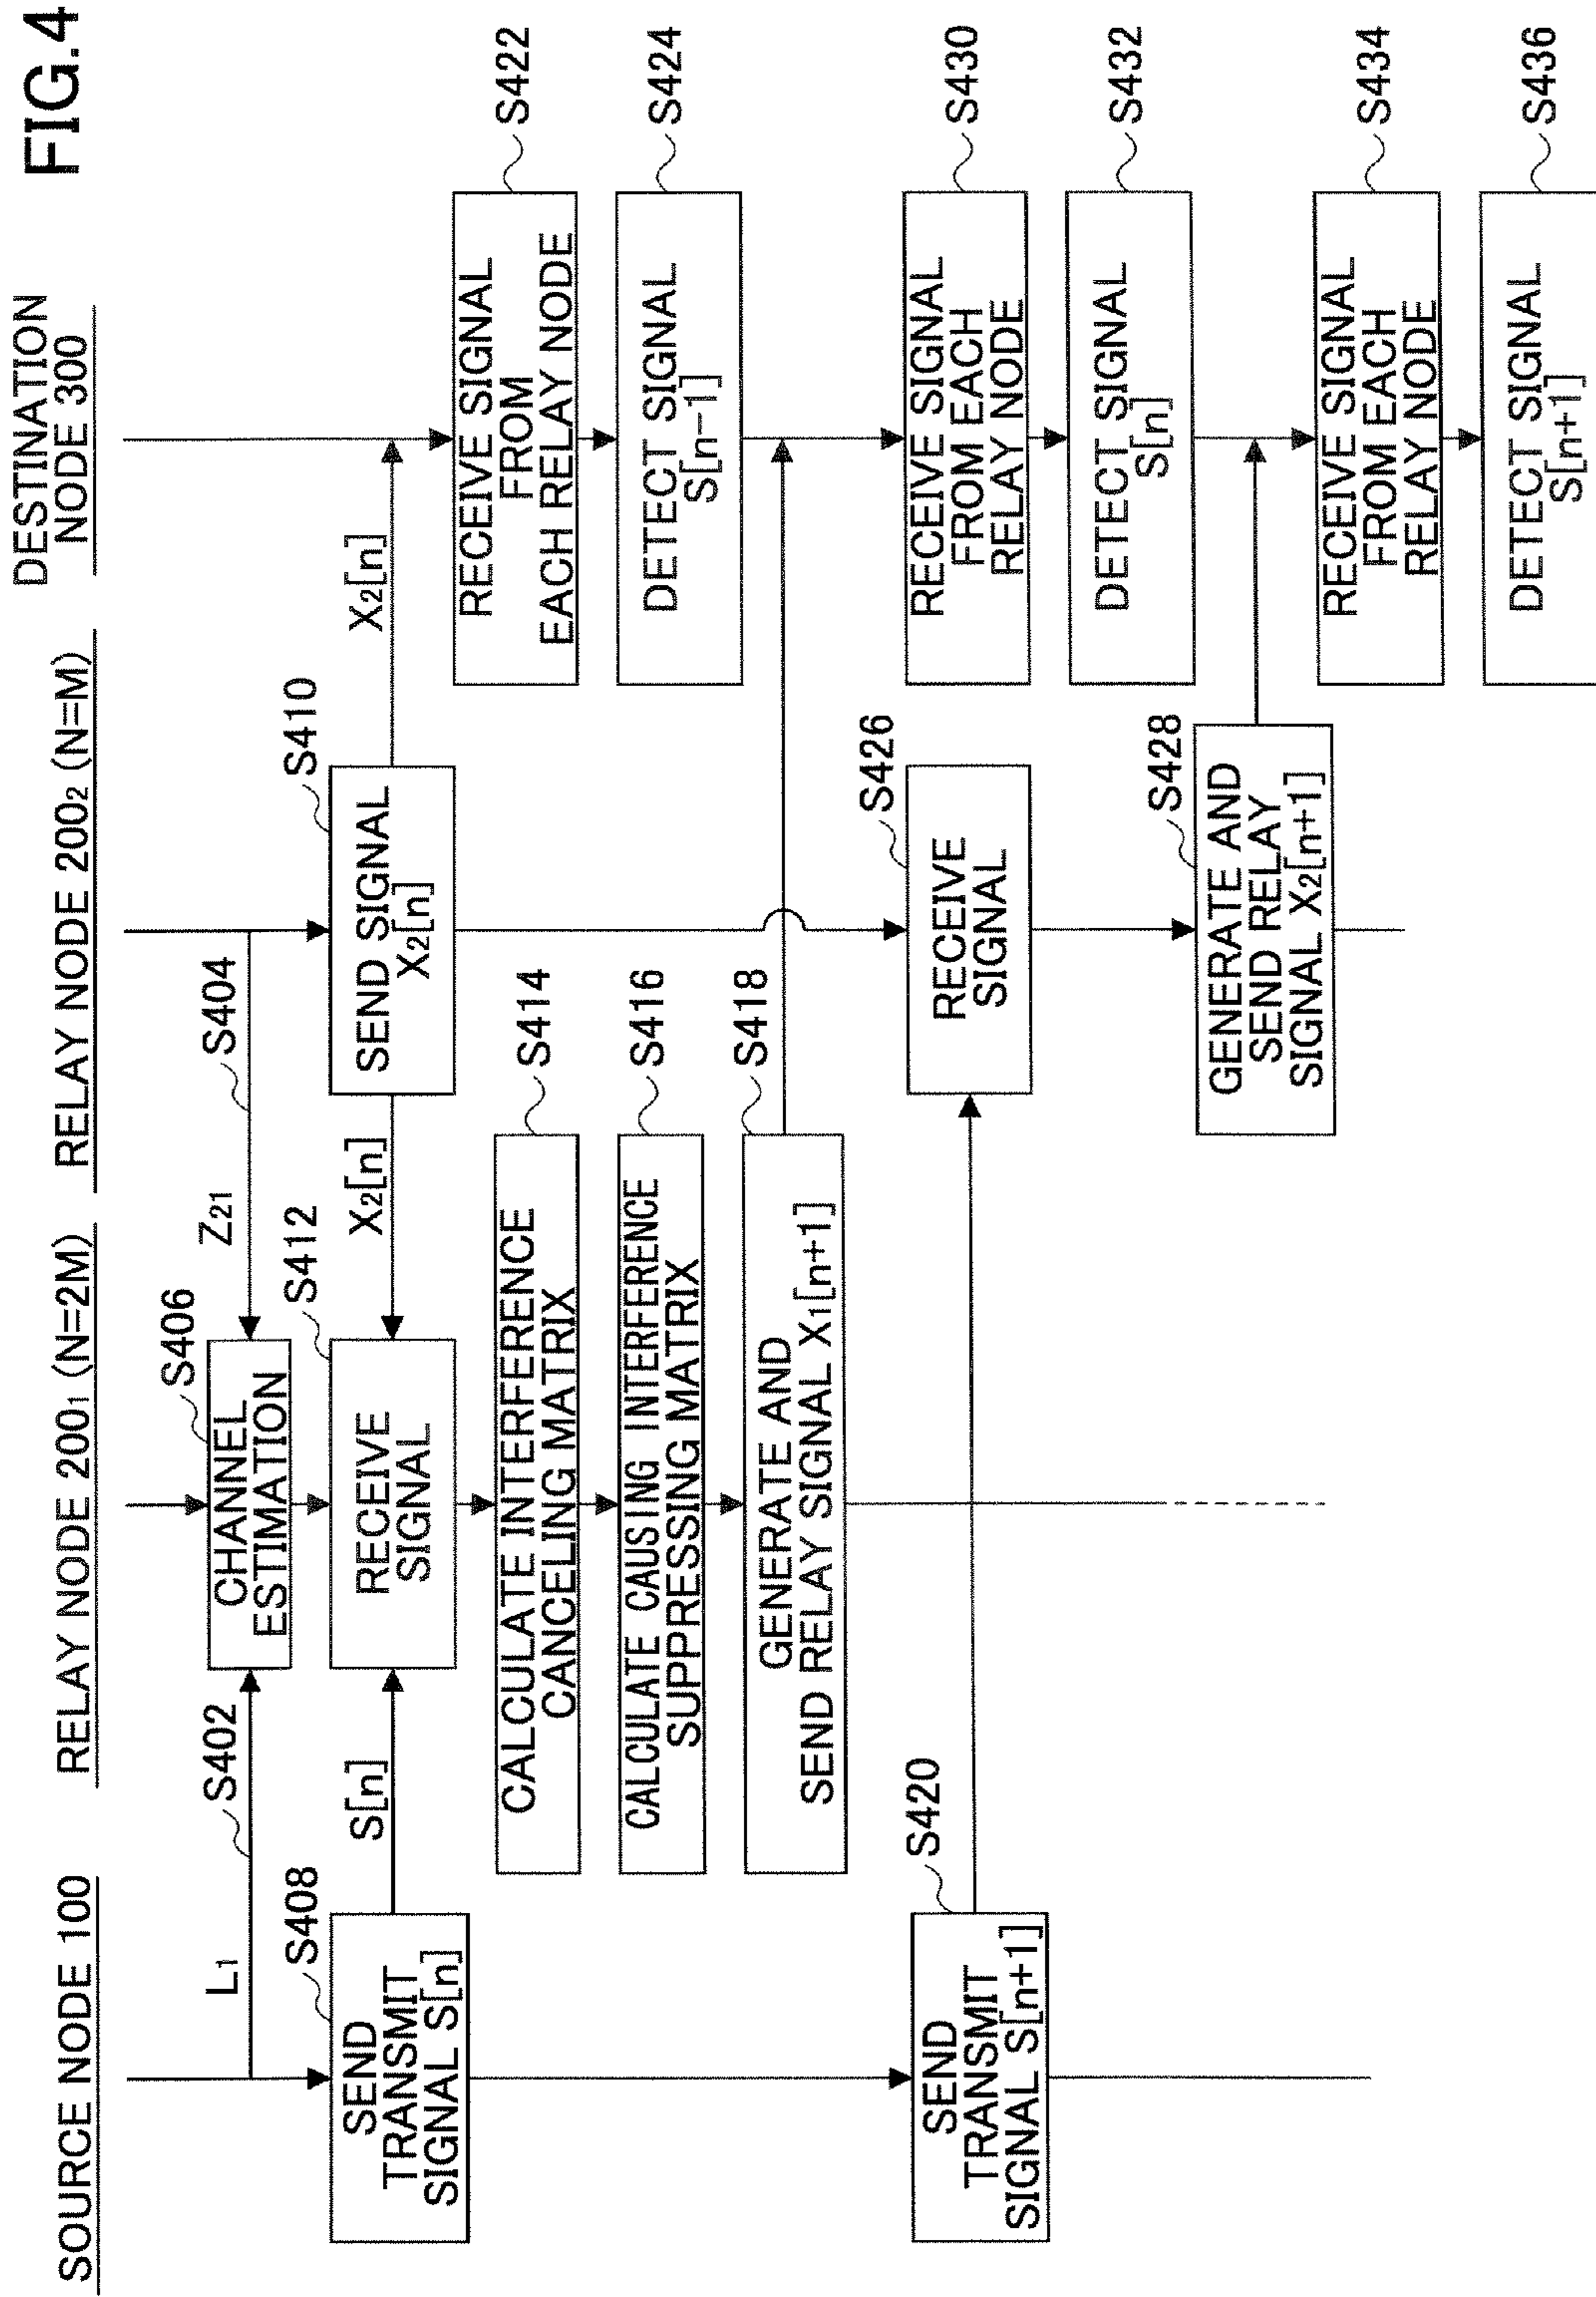 FIG.4
SOURCE NODE 100
RELAY NODE 200₁ (N=2M)
RELAY NODE 200₂ (N=M)
DESTINATION
NODE 300
L₁
S402
Z₂₁
S404
S406
CHANNEL
ESTIMATION
S408
SEND
TRANSMIT
SIGNAL S[n]
S[n]
S412
RECEIVE
SIGNAL
X₂[n]
S410
SEND SIGNAL
X₂[n]
X₂[n]
S422
RECEIVE SIGNAL
FROM
EACH RELAY NODE
S414
CALCULATE INTERFERENCE
CANCELING MATRIX
S424
DETECT SIGNAL
S[n-1]
S416
CALCULATE CAUSING INTERFERENCE
SUPPRESSING MATRIX
S418
GENERATE AND
SEND RELAY SIGNAL X₁[n+1]
S420
SEND
TRANSMIT
SIGNAL S[n+1]
S426
RECEIVE
SIGNAL
S430
RECEIVE SIGNAL
FROM EACH
RELAY NODE
S432
DETECT SIGNAL
S[n]
S428
GENERATE AND
SEND RELAY
SIGNAL X₂[n+1]
S434
RECEIVE SIGNAL
FROM EACH
RELAY NODE
S436
DETECT SIGNAL
S[n+1]